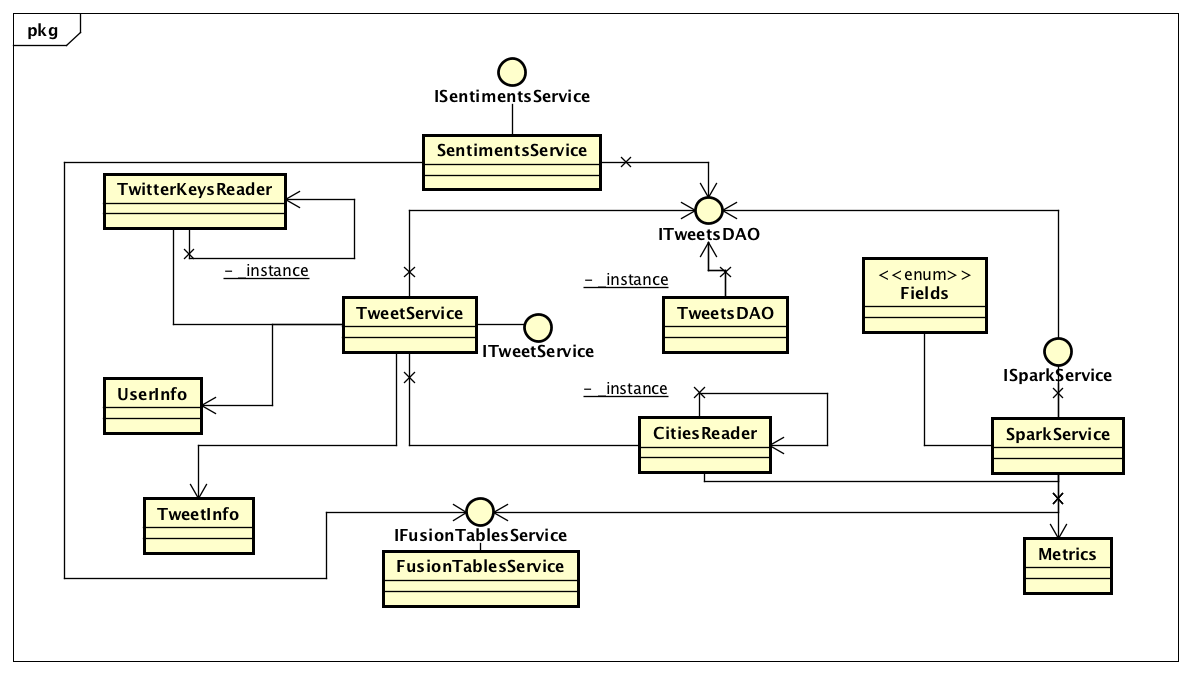 pkg
ISentimentsService
SentimentsService
TwitterKeysReader
ITweetsDAO
- _instance
- _instance
<<enum>>
Fields
TweetService
TweetsDAO
ITweetService
ISparkService
UserInfo
- _instance
CitiesReader
SparkService
TweetInfo
IFusionTablesService
FusionTablesService
Metrics